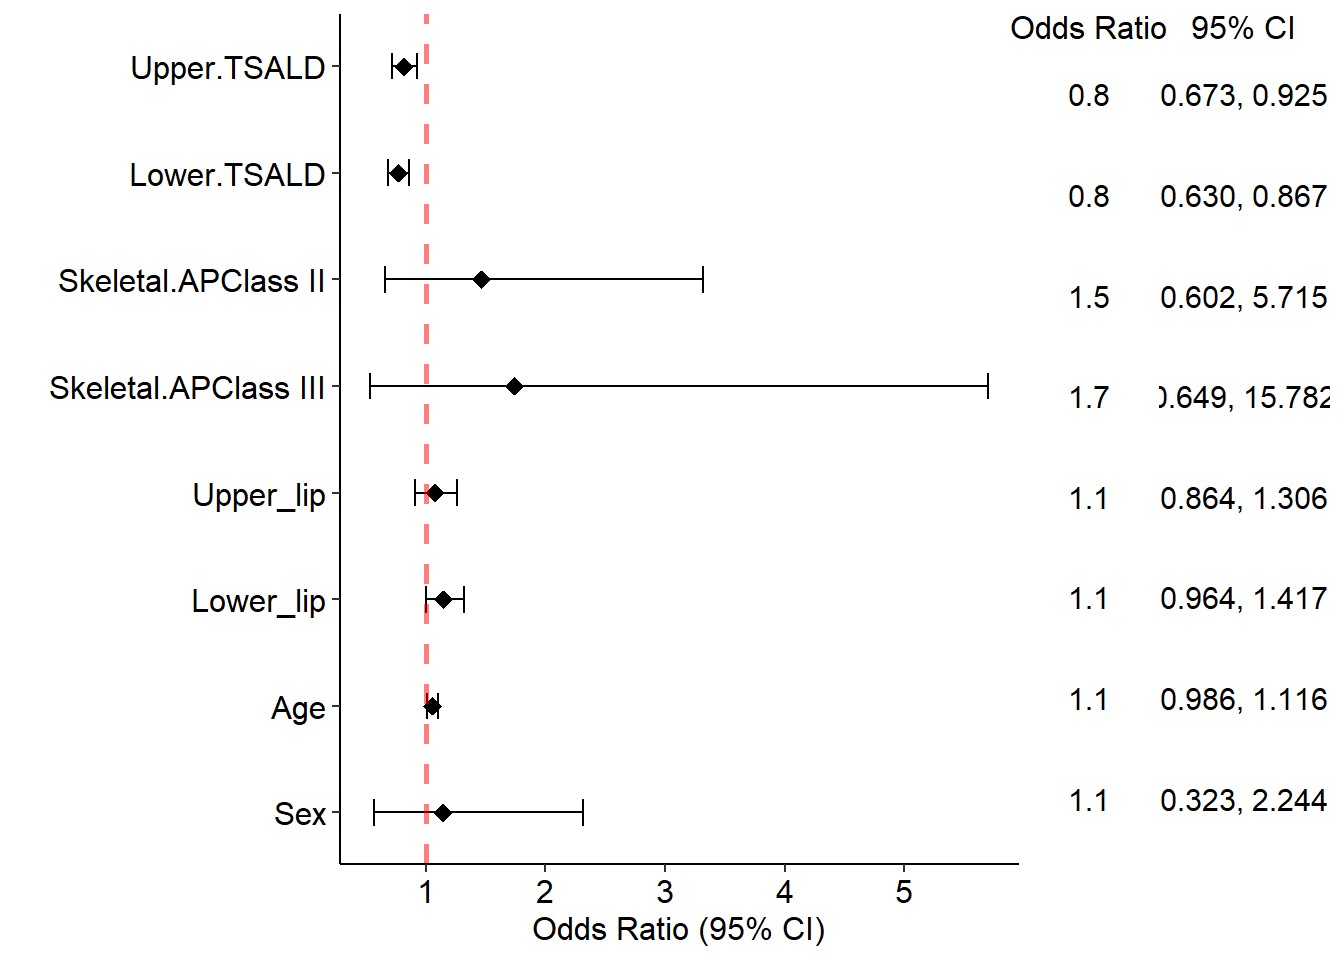 Odds Ratio 95% CI
Upper.TSALD 0.8 0.673, 0.925
Lower.TSALD 0.8 0.630, 0.867
Skeletal.APClass II 1.5 0.602, 5.715
Skeletal.APClass III 1.7 0.649, 15.782
Upper_lip 1.1 0.864, 1.306
Lower_lip 1.1 0.964, 1.417
Age 1.1 0.986, 1.116
Sex 1.1 0.323, 2.244
1 2 3 4 5
Odds Ratio (95% CI)